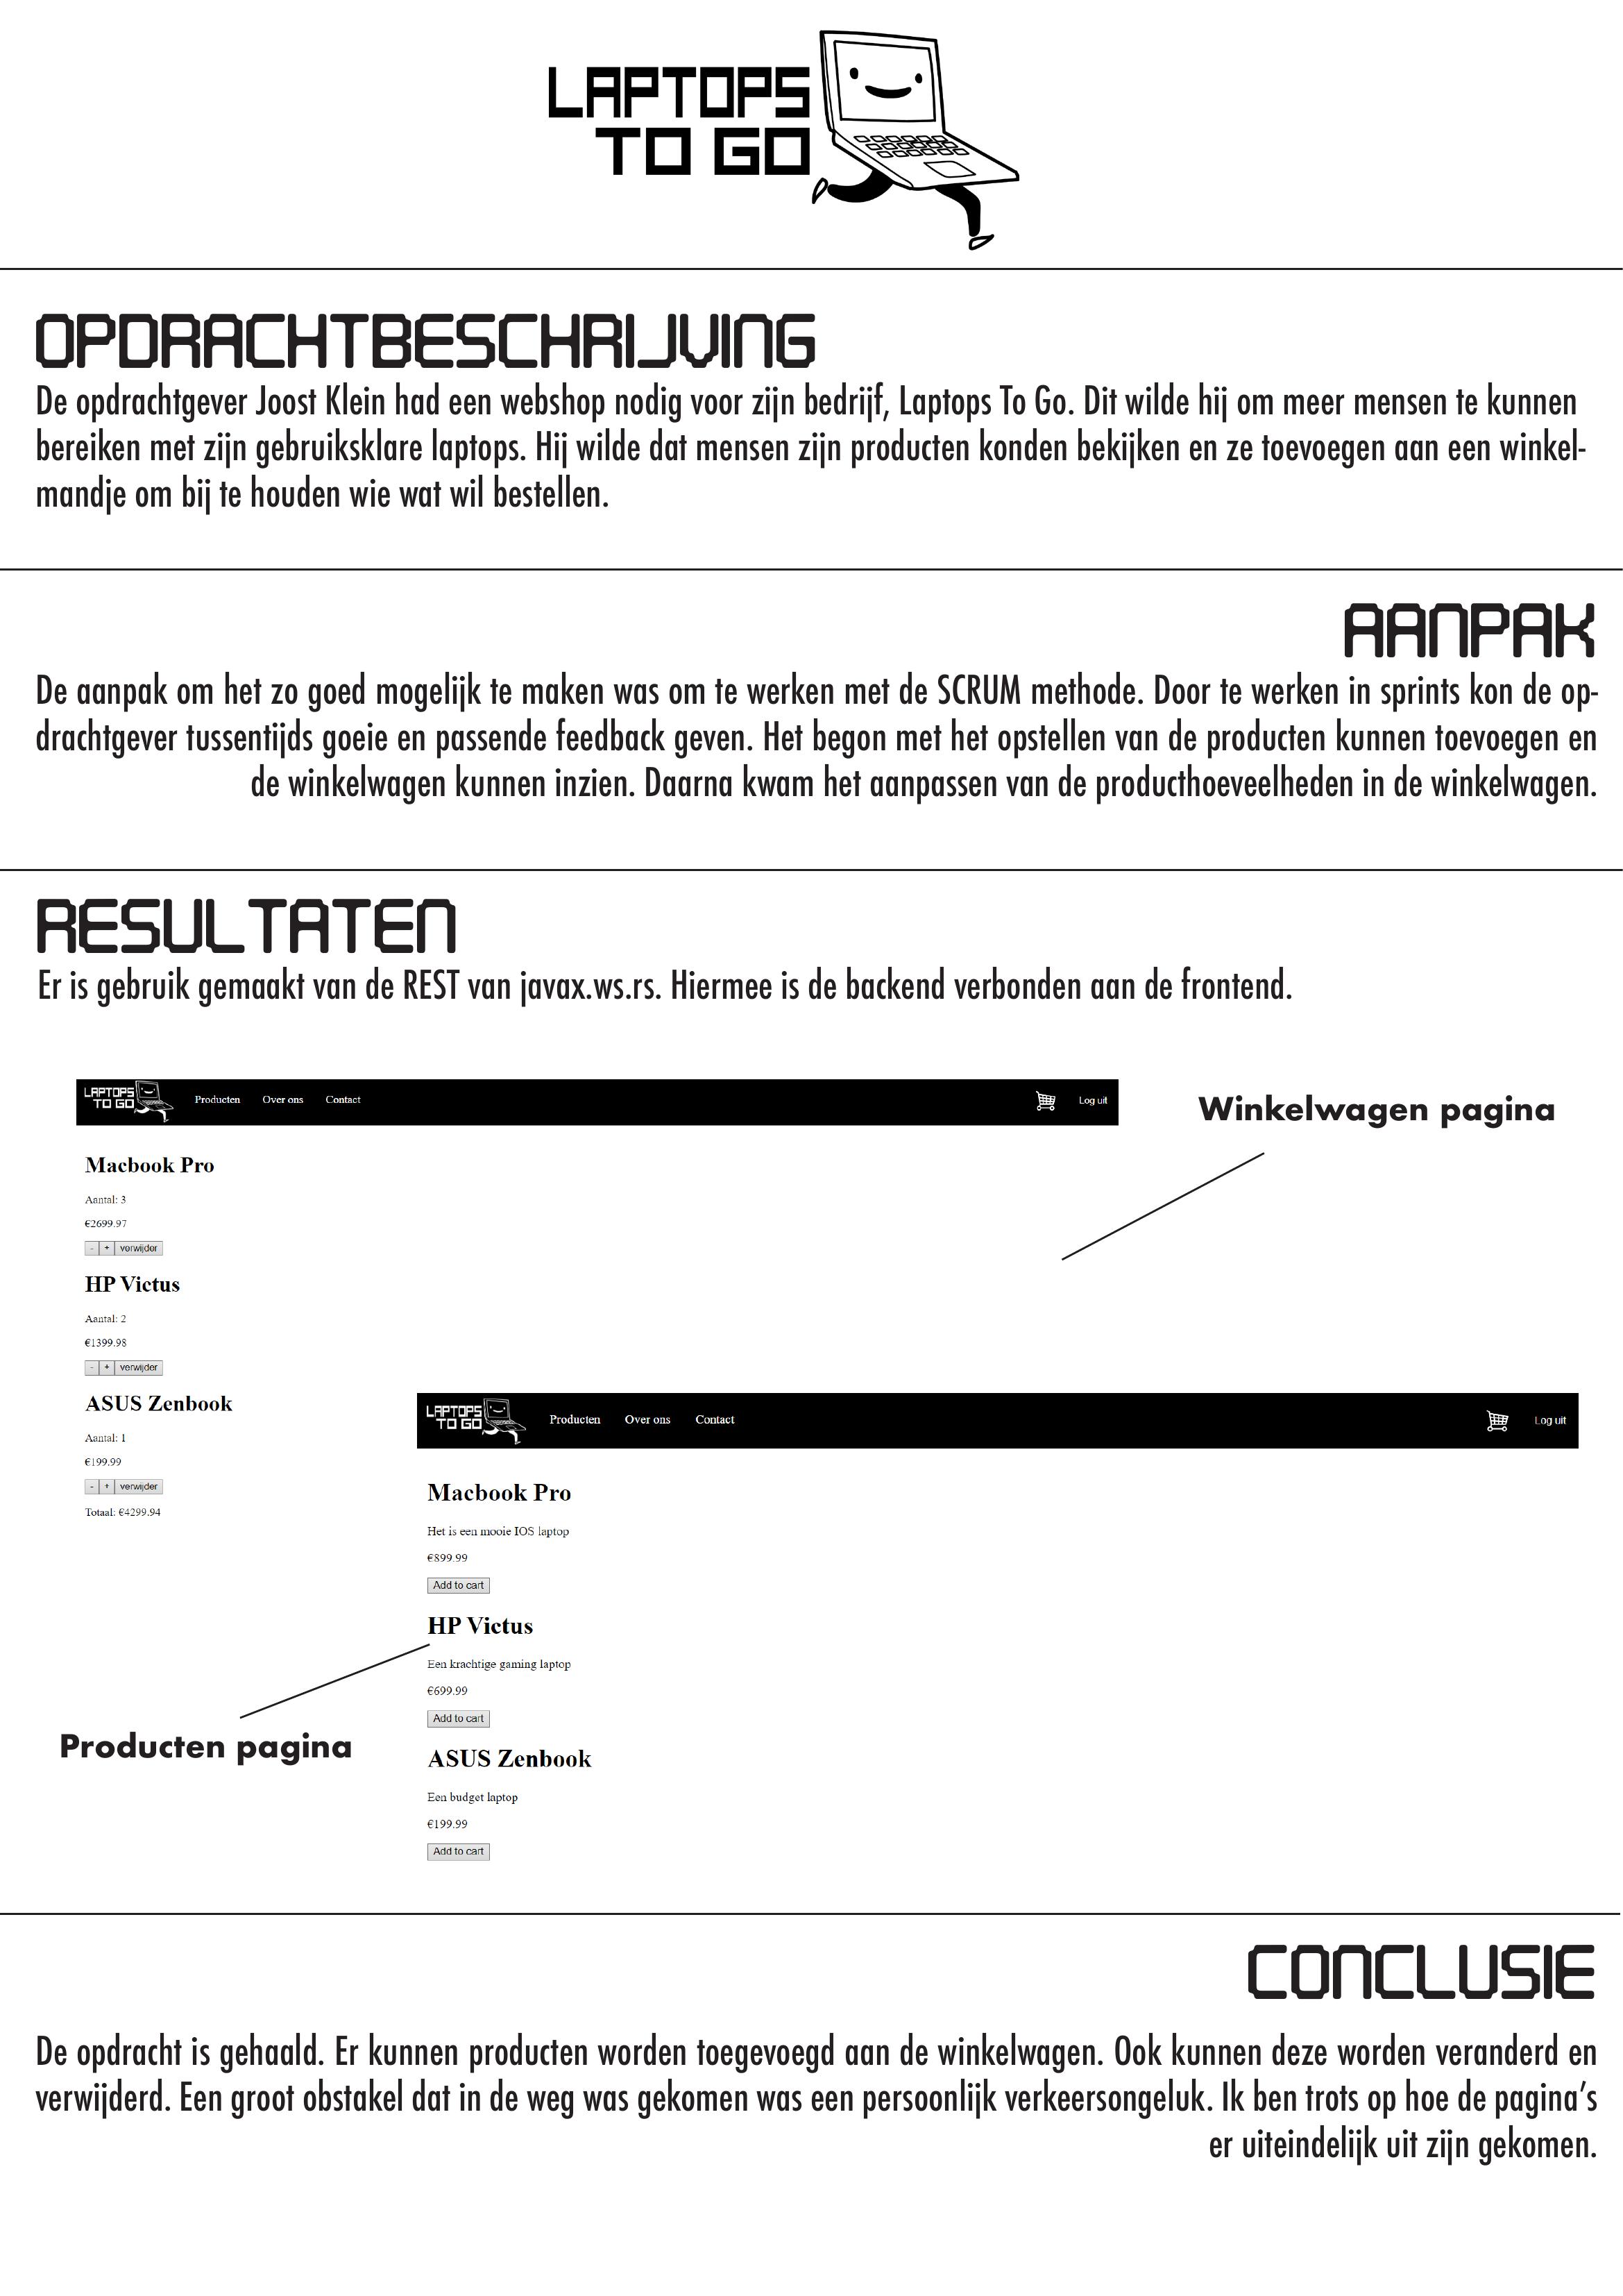 LAPTOPS
TO GO
OPDRACHTBESCHRIJVING
De opdrachtgever Joost Klein had een webshop nodig voor zijn bedrijf, Laptops To Go. Dit wilde hij om meer mensen te kunnen
bereiken met zijn gebruiksklare laptops. Hij wilde dat mensen zijn producten konden bekijken en ze toevoegen aan een winkel-
mandje om bij te houden wie wat wil bestellen.
AANPAK
De aanpak om het zo goed mogelijk te maken was om te werken met de SCRUM methode. Door te werken in sprints kon de op-
drachtgever tussentijds goeie en passende feedback geven. Het begon met het opstellen van de producten kunnen toevoegen en
de winkelwagen kunnen inzien. Daarna kwam het aanpassen van de producthoeveelheden in de winkelwagen.
RESULTATEN
Er is gebruik gemaakt van de REST van javax.ws.rs. Hiermee is de backend verbonden aan de frontend.
LAPTOPS
TO GO
Producten Over ons Contact Log uit
Winkelwagen pagina
Macbook Pro
Aantal: 3
€2699.97
- + verwijder
HP Victus
Aantal: 2
€1399.98
- + verwijder
ASUS Zenbook
Aantal: 1
€199.99
- + verwijder
Totaal: €4299.94
LAPTOPS
TO GO
Producten Over ons Contact Log uit
Macbook Pro
Het is een mooie IOS laptop
€899.99
Add to cart
HP Victus
Een krachtige gaming laptop
€699.99
Add to cart
Producten pagina
ASUS Zenbook
Een budget laptop
€199.99
Add to cart
CONCLUSIE
De opdracht is gehaald. Er kunnen producten worden toegevoegd aan de winkelwagen. Ook kunnen deze worden veranderd en
verwijderd. Een groot obstakel dat in de weg was gekomen was een persoonlijk verkeersongeluk. Ik ben trots op hoe de pagina's
er uiteindelijk uit zijn gekomen.